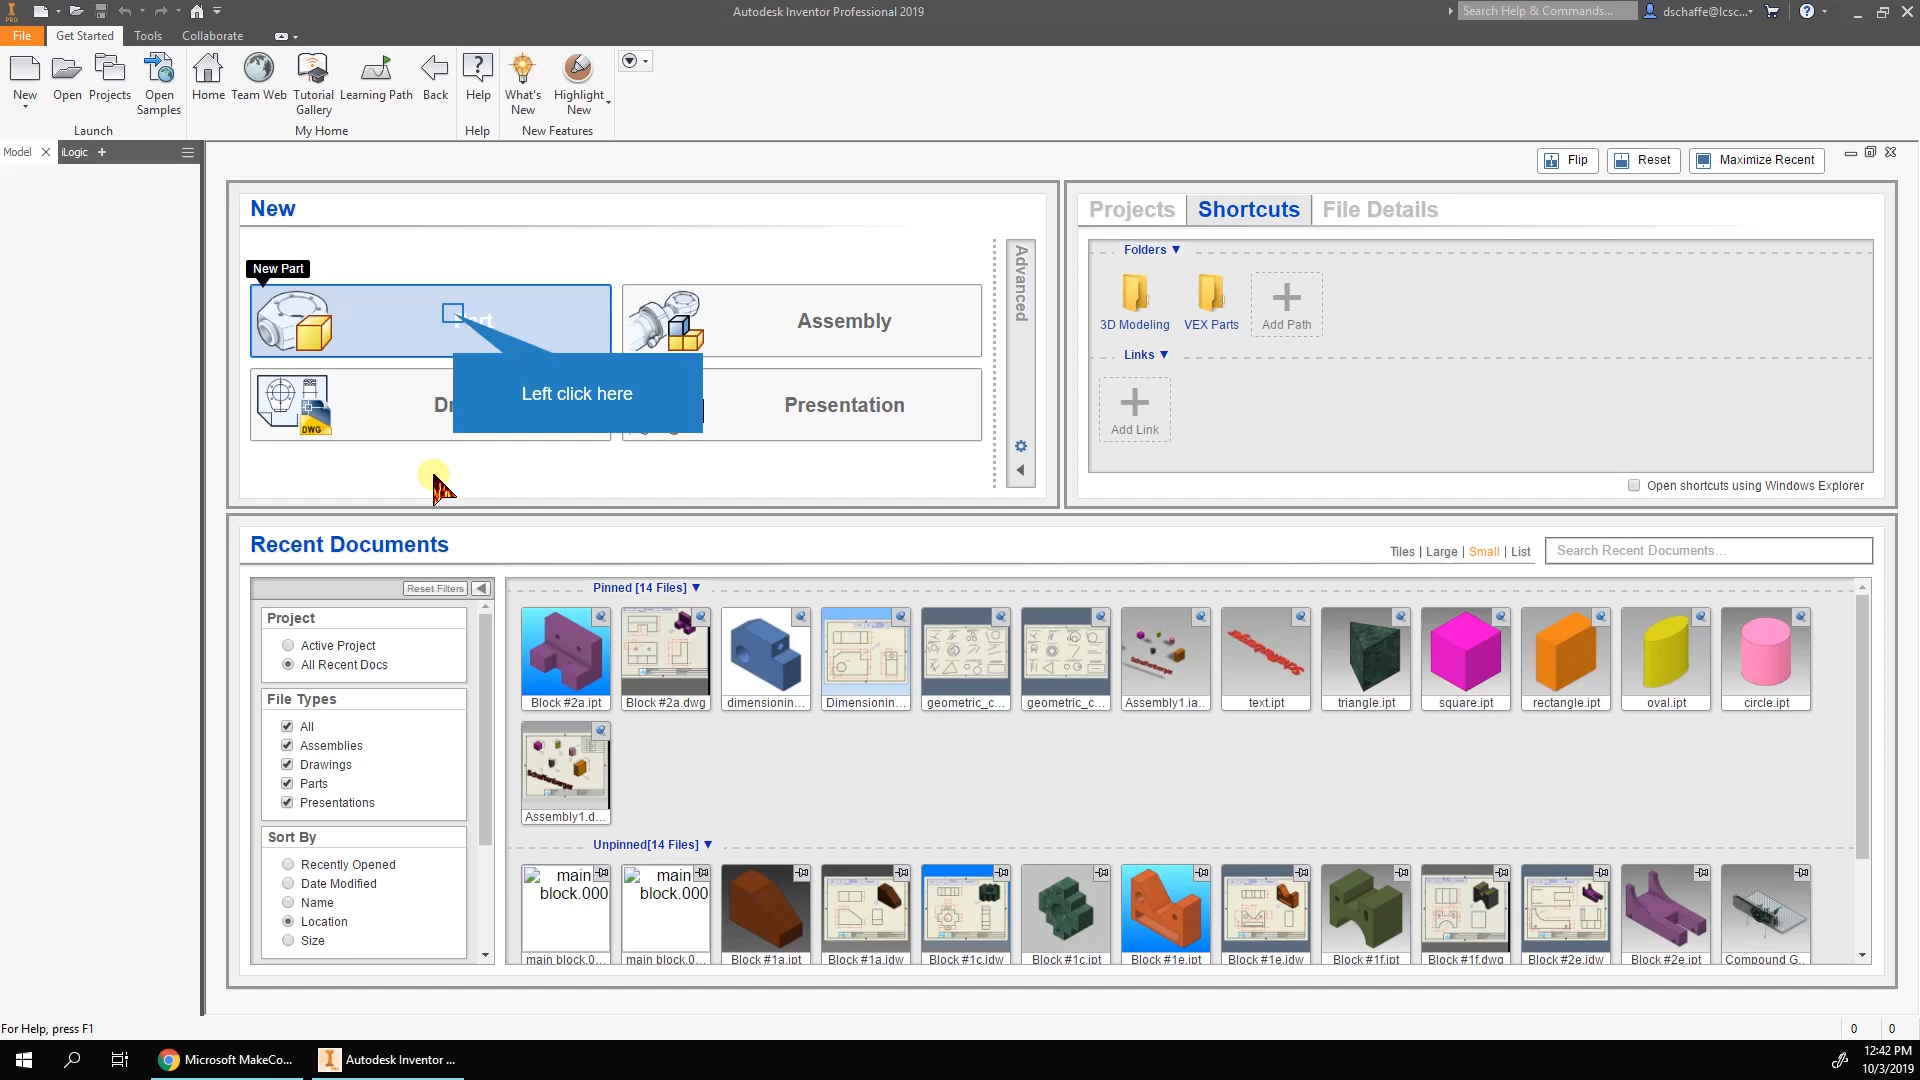 Autodesk Inventor Professional 2019
Search Help & Commands...
dschaffe@lcsc...
PRO
File
Get Started
Tools
Collaborate
New
Open
Projects
Open Samples
Home
Team Web
Tutorial Gallery
Learning Path
Back
Help
What's New
Highlight New
Launch
My Home
Help
New Features
Model
iLogic
Flip
Reset
Maximize Recent
New
Advanced
New Part
Assembly
DWG
Presentation
Left click here
Projects
Shortcuts
File Details
Folders
3D Modeling
VEX Parts
Add Path
Links
Add Link
Open shortcuts using Windows Explorer
Recent Documents
Tiles | Large | Small | List
Search Recent Documents...
Reset Filters
Project
Active Project
All Recent Docs
File Types
All
Assemblies
Drawings
Parts
Presentations
Sort By
Recently Opened
Date Modified
Name
Location
Size
Pinned [14 Files]
Block #2a.ipt
Block #2a.dwg
dimensionin...
Dimensionin...
geometric_c...
geometric_c...
Assembly1.ia..
text.ipt
triangle.ipt
square.ipt
rectangle.ipt
oval.ipt
circle.ipt
Assembly1.d...
Unpinned[14 Files]
main block.000
main block.000
main block.0...
main block.0...
Block #1a.ipt
Block #1a.idw
Block #1c.idw
Block #1c.ipt
Block #1e.ipt
Block #1e.idw
Block #1f.ipt
Block #1f.dwg
Block #2e.idw
Block #2e.ipt
Compound G..
For Help, press F1
0
0
Microsoft MakeCo...
Autodesk Inventor ...
12:42 PM
10/3/2019